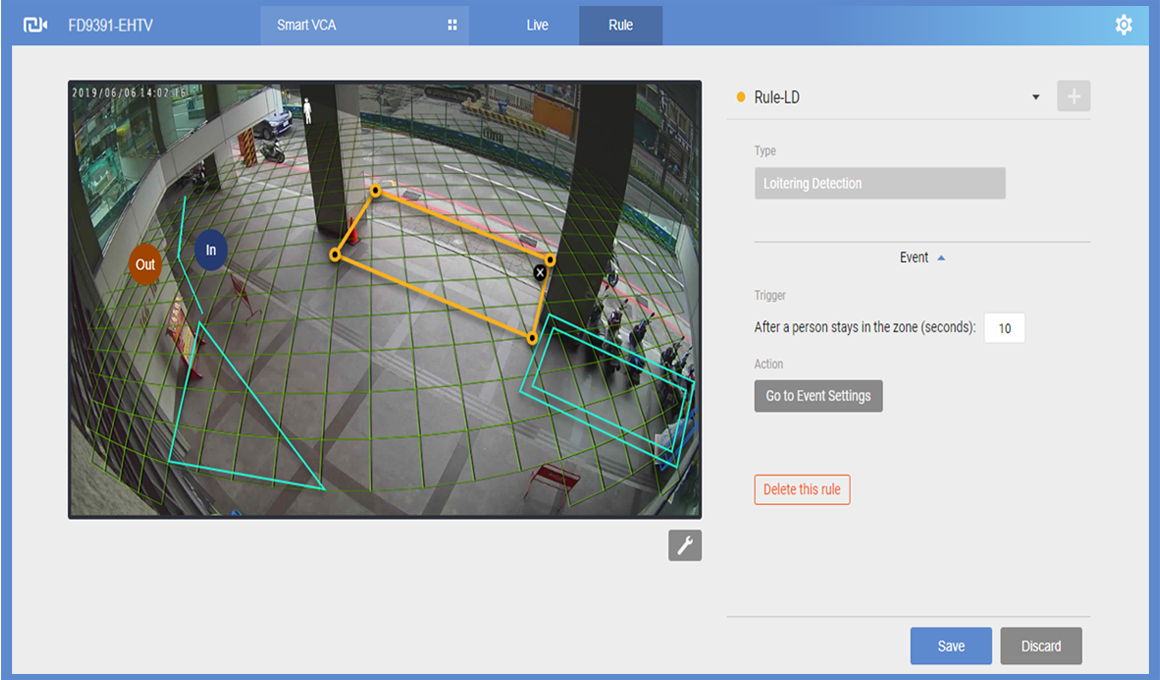 FD9391-EHTV
Smart VCA
Live
Rule
2019/06/06 14:02:16
Out
In
X
Rule-LD
Type
Loitering Detection
Event
Trigger
After a person stays in the zone (seconds): 10
Action
Go to Event Settings
Delete this rule
Save
Discard